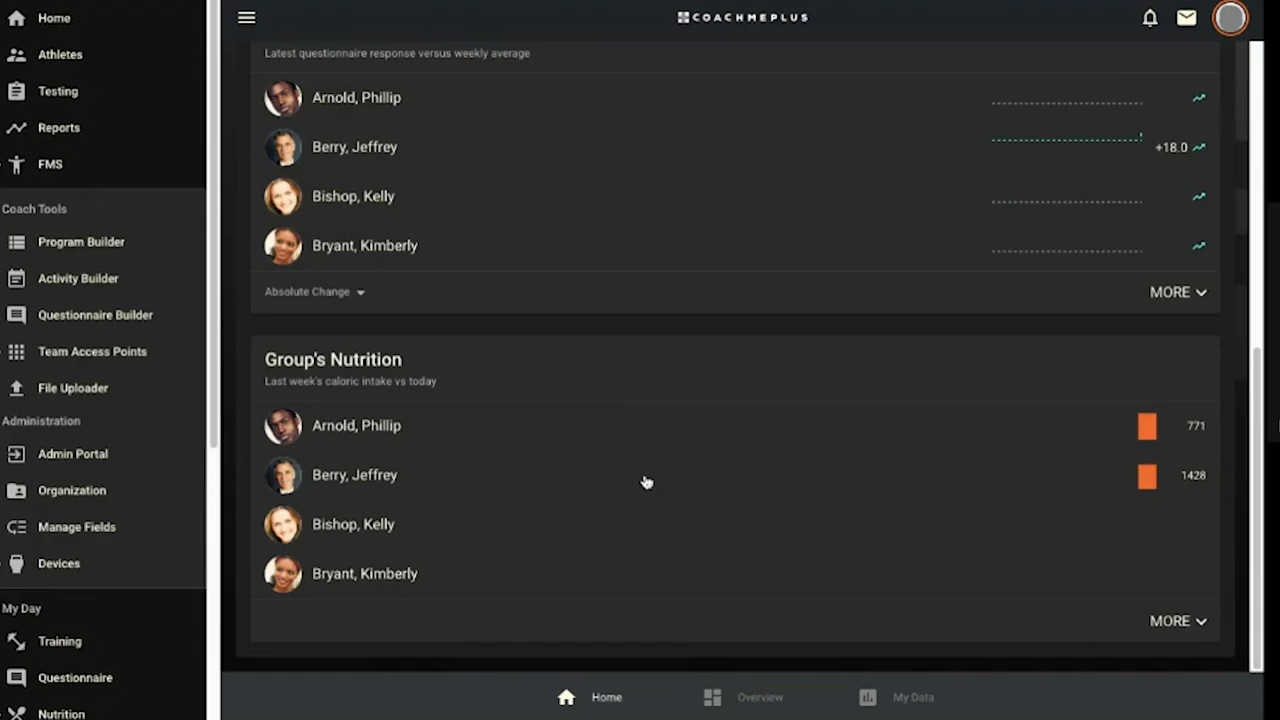 Home
Athletes
Testing
Reports
FMS
Coach Tools
Program Builder
Activity Builder
Questionnaire Builder
Team Access Points
File Uploader
Administration
Admin Portal
Organization
Manage Fields
Devices
My Day
Training
Questionnaire
Nutrition
COACHMEPLUS
Latest questionnaire response versus weekly average
Arnold, Phillip
Berry, Jeffrey +18.0
Bishop, Kelly
Bryant, Kimberly
Absolute Change MORE
Group's Nutrition
Last week's caloric intake vs today
Arnold, Phillip 771
Berry, Jeffrey 1428
Bishop, Kelly
Bryant, Kimberly
MORE
Home Overview My Data